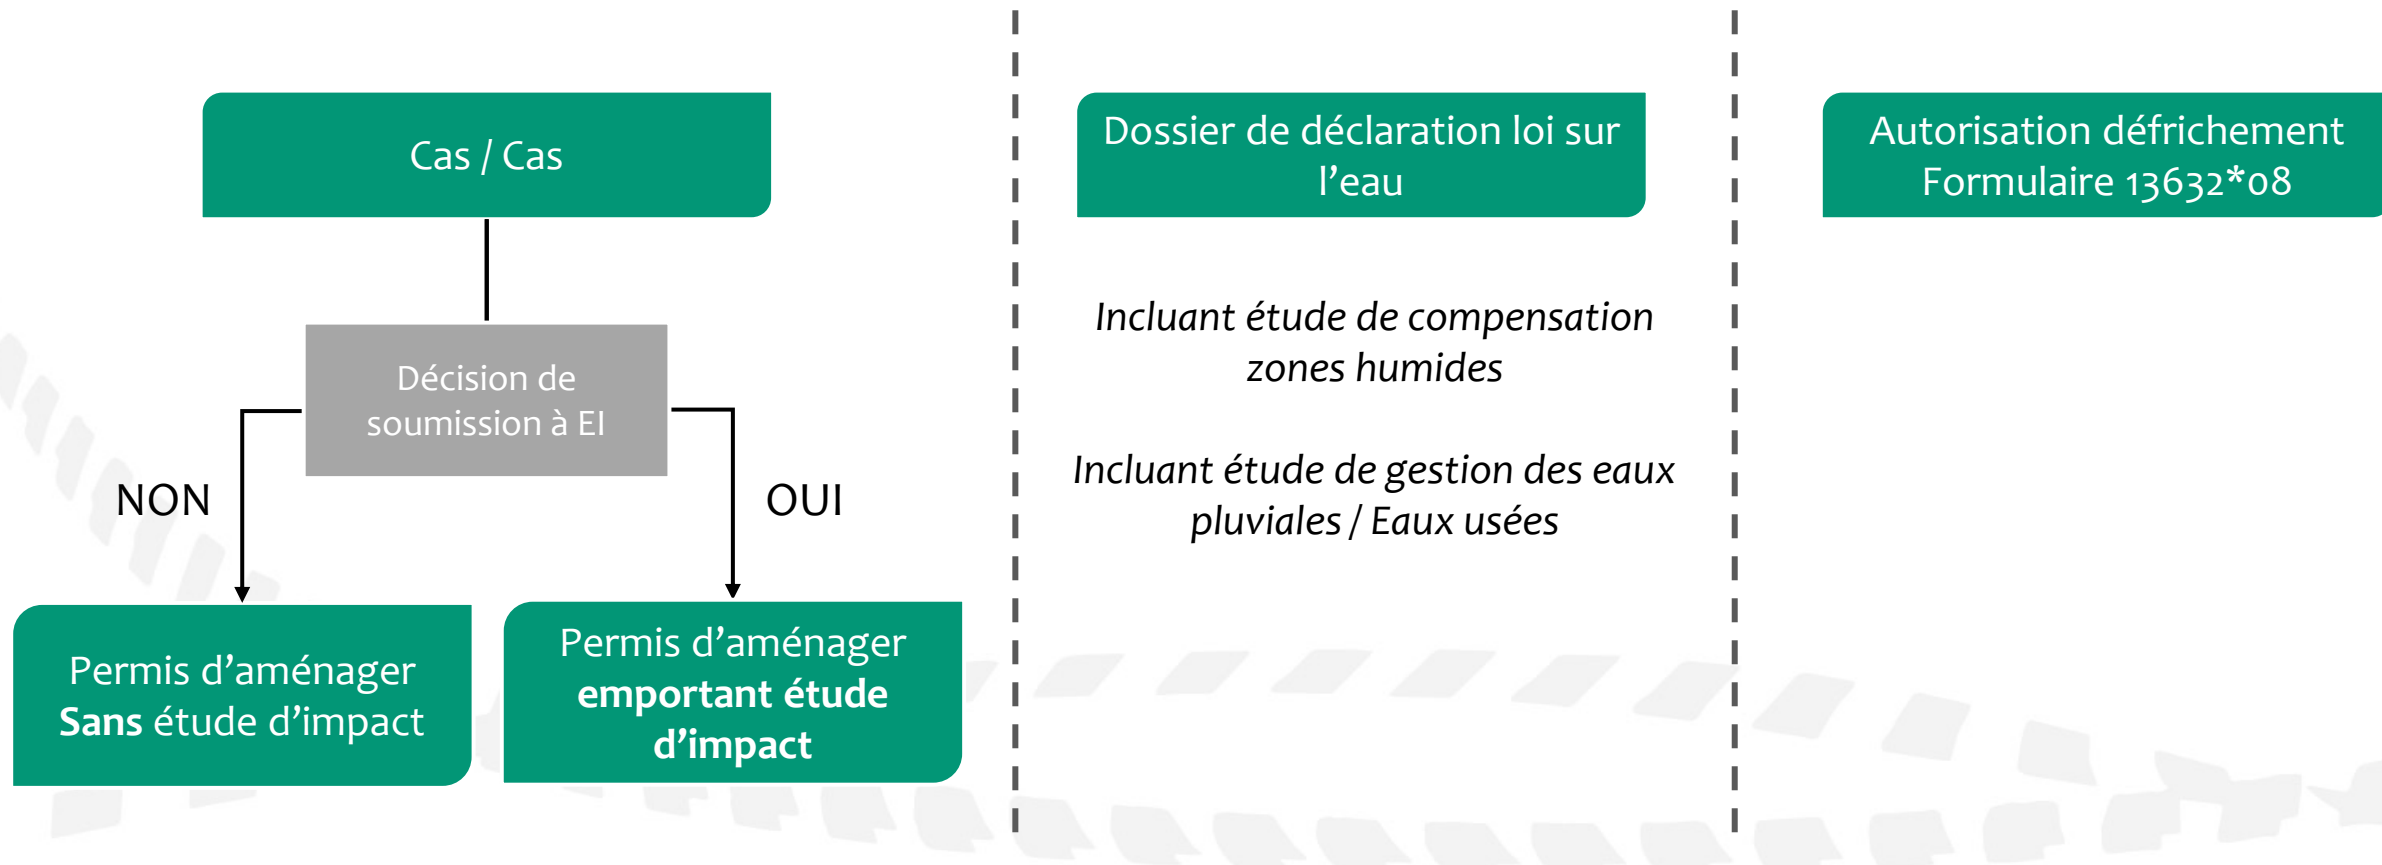 Cas / Cas
Décision de
soumission à EI
NON
OUI
Permis d’aménager
Sans étude d’impact
Permis d’aménager
emportant étude
d’impact
Dossier de déclaration loi sur
l’eau
Incluant étude de compensation
zones humides
Incluant étude de gestion des eaux
pluviales / Eaux usées
Autorisation défrichement
Formulaire 13632*08